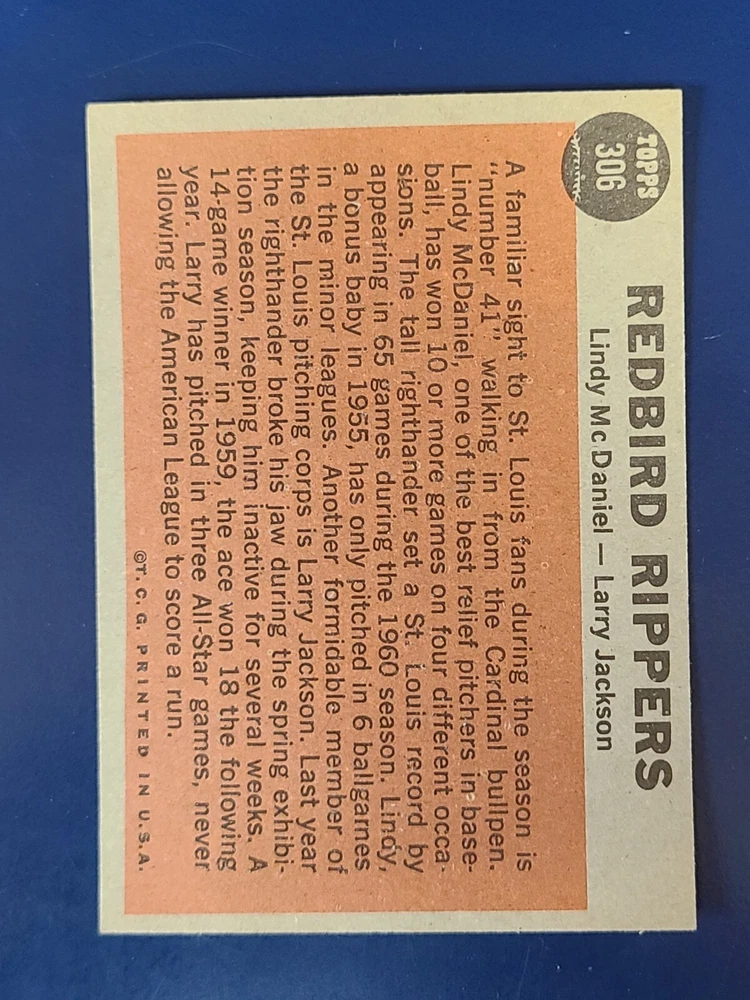 TOPPS
306
REDBIRD RIPPERS
Lindy McDaniel — Larry Jackson
A familiar sight to St. Louis fans during the season is
"number 41" walking in from the Cardinal bullpen.
Lindy McDaniel, one of the best relief pitchers in base-
ball, has won 10 or more games on four different occa-
sions. The tall righthander set a St. Louis record by
appearing in 65 games during the 1960 season. Lindy,
a bonus baby in 1955, has only pitched in 6 ballgames
in the minor leagues. Another formidable member of
the St. Louis pitching corps is Larry Jackson. Last year
the righthander broke his jaw during the spring exhibi-
tion season, keeping him inactive for several weeks. A
14-game winner in 1959, the ace won 18 the following
year. Larry has pitched in three All-Star games, never
allowing the American League to score a run.
©T. C. G. PRINTED IN U.S.A.